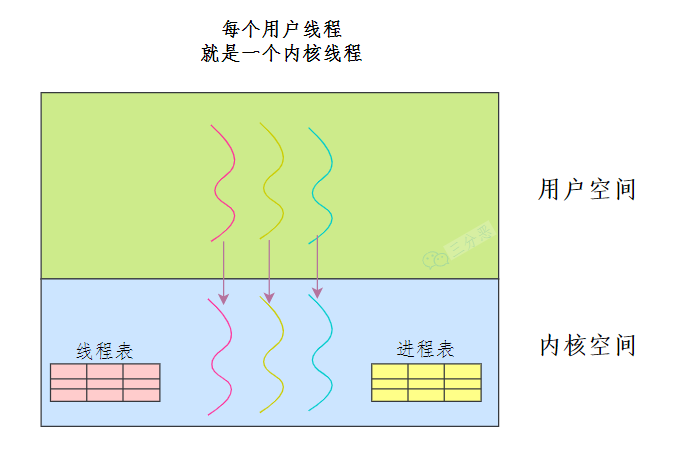 每个用户线程
就是一个内核线程
用户空间
三分恶
线程表
进程表
内核空间